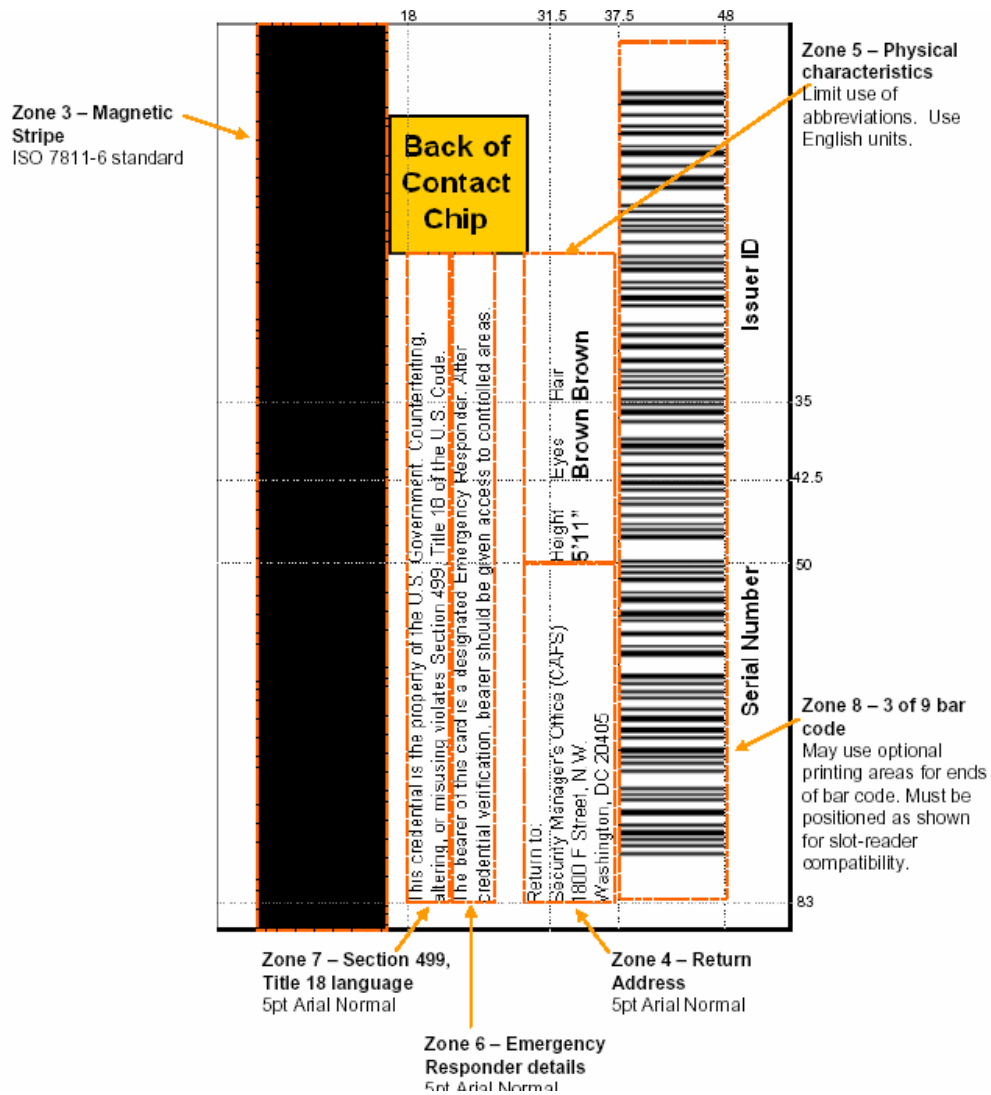 18
31.5
37.5
48
Zone 5 – Physical
characteristics
Limit use of
abbreviations. Use
English units.
Zone 3 – Magnetic
Stripe
ISO 7811-6 standard
Back of
Contact
Chip
This credential is the property of the U.S. Government. Counterfeiting,
altering, or misusing violates Section 499, Title 18 of the U.S. Code.
The bearer of this card is a designated Emergency Responder. After
credential verification, bearer should be given access to controlled areas.
Height Eyes Hair
5'11” Brown Brown
Return to:
Security Manager's Office (CAFS)
1800 F Street, N.W.
Washington, DC 20405
Issuer ID
Serial Number
35
42.5
50
83
Zone 8 – 3 of 9 bar
code
May use optional
printing areas for ends
of bar code. Must be
positioned as shown
for slot-reader
compatibility.
Zone 7 – Section 499,
Title 18 language
5pt Arial Normal
Zone 4 – Return
Address
5pt Arial Normal
Zone 6 – Emergency
Responder details
5pt Arial Normal